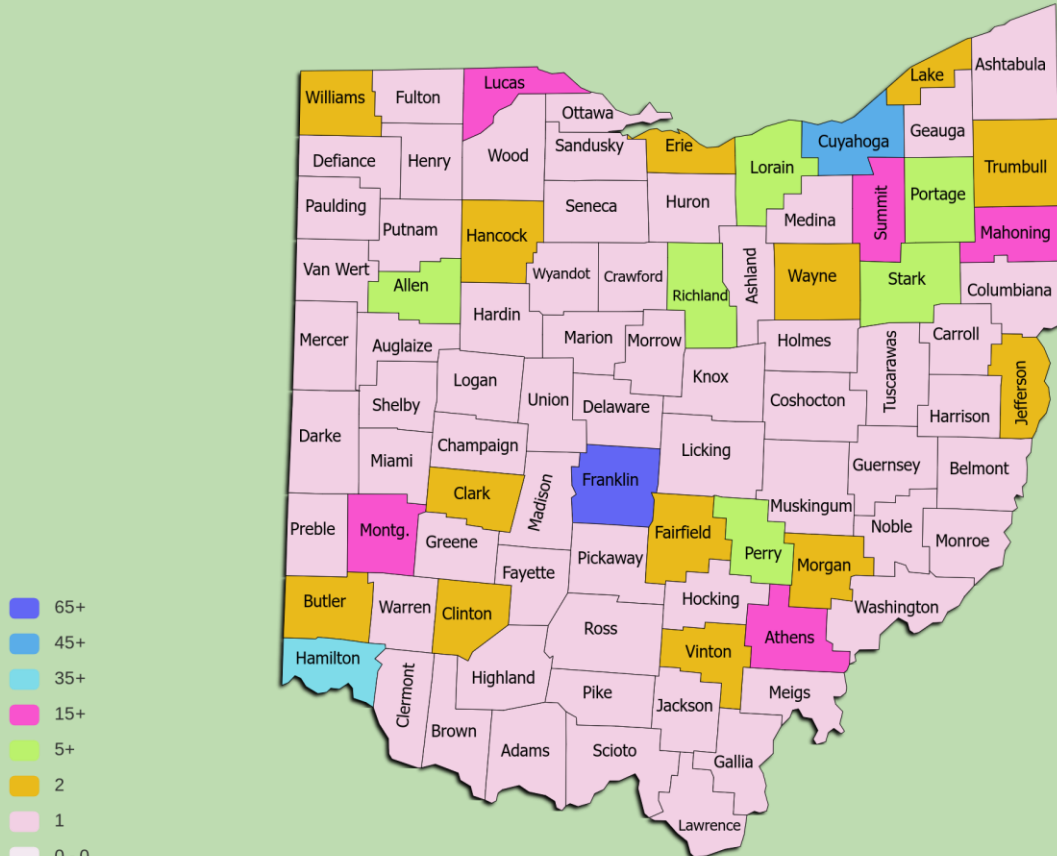 Ashtabula
Lake
Lucas
Williams
Fulton
Ottawa
Geauga
Cuyahoga
Erie
Sandusky
Wood
Defiance
Henry
Lorain
Trumbull
Portage
Huron
Seneca
Paulding
Medina
Summit
Putnam
Mahoning
Hancock
Van Wert
Wyandot
Crawford
Ashland
Wayne
Stark
Allen
Richland
Columbiana
Hardin
Mercer
Marion
Morrow
Holmes
Carroll
Auglaize
Tuscarawas
Knox
Logan
Jefferson
Union
Coshocton
Shelby
Delaware
Harrison
Darke
Champaign
Licking
Miami
Guernsey
Belmont
Franklin
Clark
Madison
Muskingum
Preble
Montg.
Noble
Fairfield
Greene
Monroe
Perry
Pickaway
Morgan
Fayette
Butler
Warren
Clinton
Hocking
Washington
65+
Ross
Athens
45+
Vinton
Hamilton
35+
Highland
Clermont
Pike
Meigs
Jackson
15+
Brown
Adams
Scioto
5+
Gallia
2
1
Lawrence